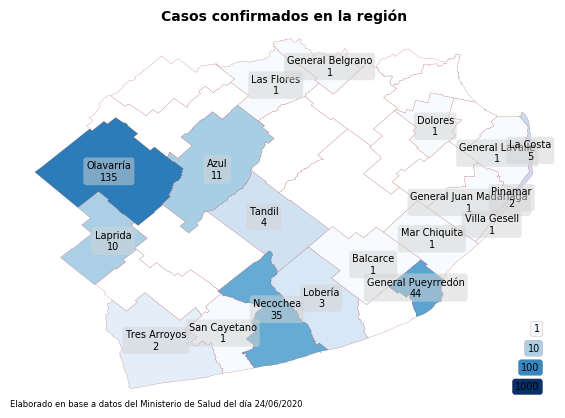 Casos confirmados en la región
General Belgrano
1
Las Flores
1
Dolores
1
General Lavalle
1
La Costa
5
Olavarría
135
Azul
11
General Juan Madariaga
1
Pinamar
2
Tandil
4
Villa Gesell
1
Laprida
10
Mar Chiquita
1
Balcarce
1
General Pueyrredón
44
Lobería
3
Necochea
35
San Cayetano
1
Tres Arroyos
2
1
10
100
1000
Elaborado en base a datos del Ministerio de Salud del día 24/06/2020